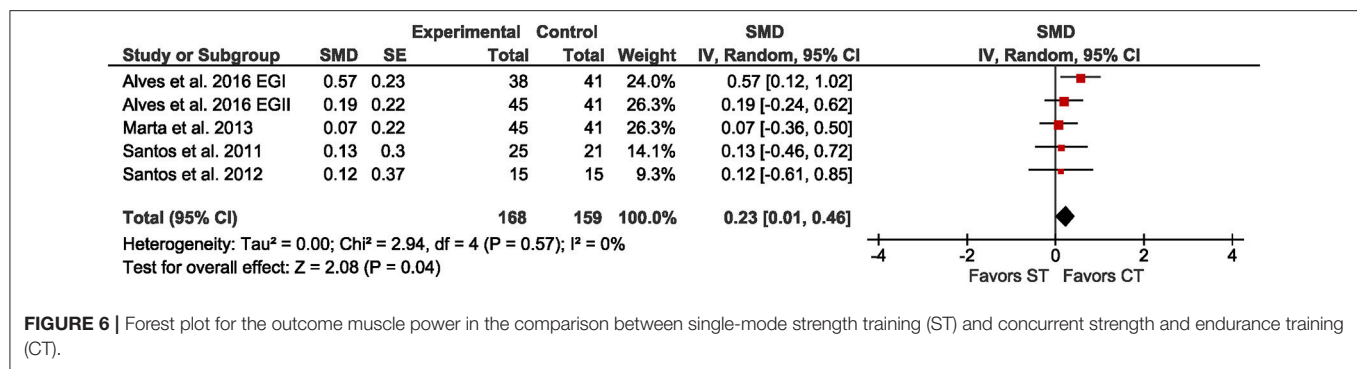 Experimental Control SMD SMD
Study or Subgroup SMD SE Total Total Weight IV, Random, 95% CI IV, Random, 95% CI
Alves et al. 2016 EGI 0.57 0.23 38 41 24.0% 0.57 [0.12, 1.02]
Alves et al. 2016 EGII 0.19 0.22 45 41 26.3% 0.19 [-0.24, 0.62]
Marta et al. 2013 0.07 0.22 45 41 26.3% 0.07 [-0.36, 0.50]
Santos et al. 2011 0.13 0.3 25 21 14.1% 0.13 [-0.46, 0.72]
Santos et al. 2012 0.12 0.37 15 15 9.3% 0.12 [-0.61, 0.85]
Total (95% CI) 168 159 100.0% 0.23 [0.01, 0.46]
Heterogeneity: Tau² = 0.00; Chi² = 2.94, df = 4 (P = 0.57); I² = 0%
Test for overall effect: Z = 2.08 (P = 0.04)
-4 -2 0 2 4
Favors ST Favors CT
FIGURE 6 | Forest plot for the outcome muscle power in the comparison between single-mode strength training (ST) and concurrent strength and endurance training
(CT).